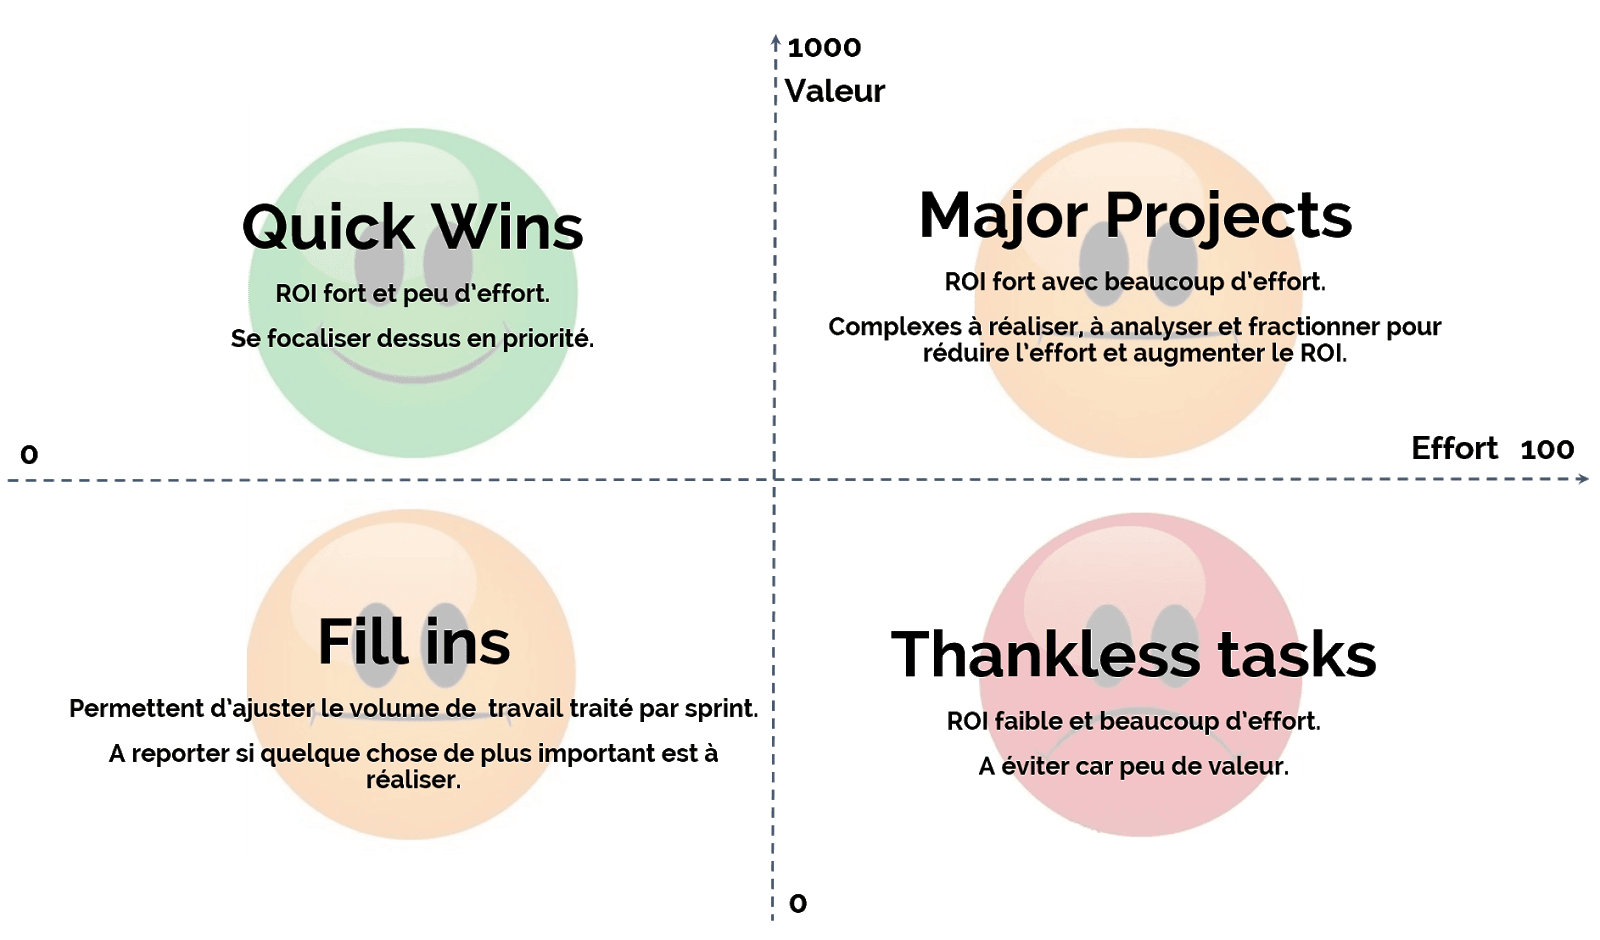 1000
Valeur
Quick Wins
ROI fort et peu d'effort.
Se focaliser dessus en priorité.
Major Projects
ROI fort avec beaucoup d'effort.
Complexes à réaliser, à analyser et fractionner pour
réduire l'effort et augmenter le ROI.
0
Effort 100
Fill ins
Permettent d'ajuster le volume de  travail traité par sprint.
A reporter si quelque chose de plus important est à
réaliser.
Thankless tasks
ROI faible et beaucoup d'effort.
A éviter car peu de valeur.
0